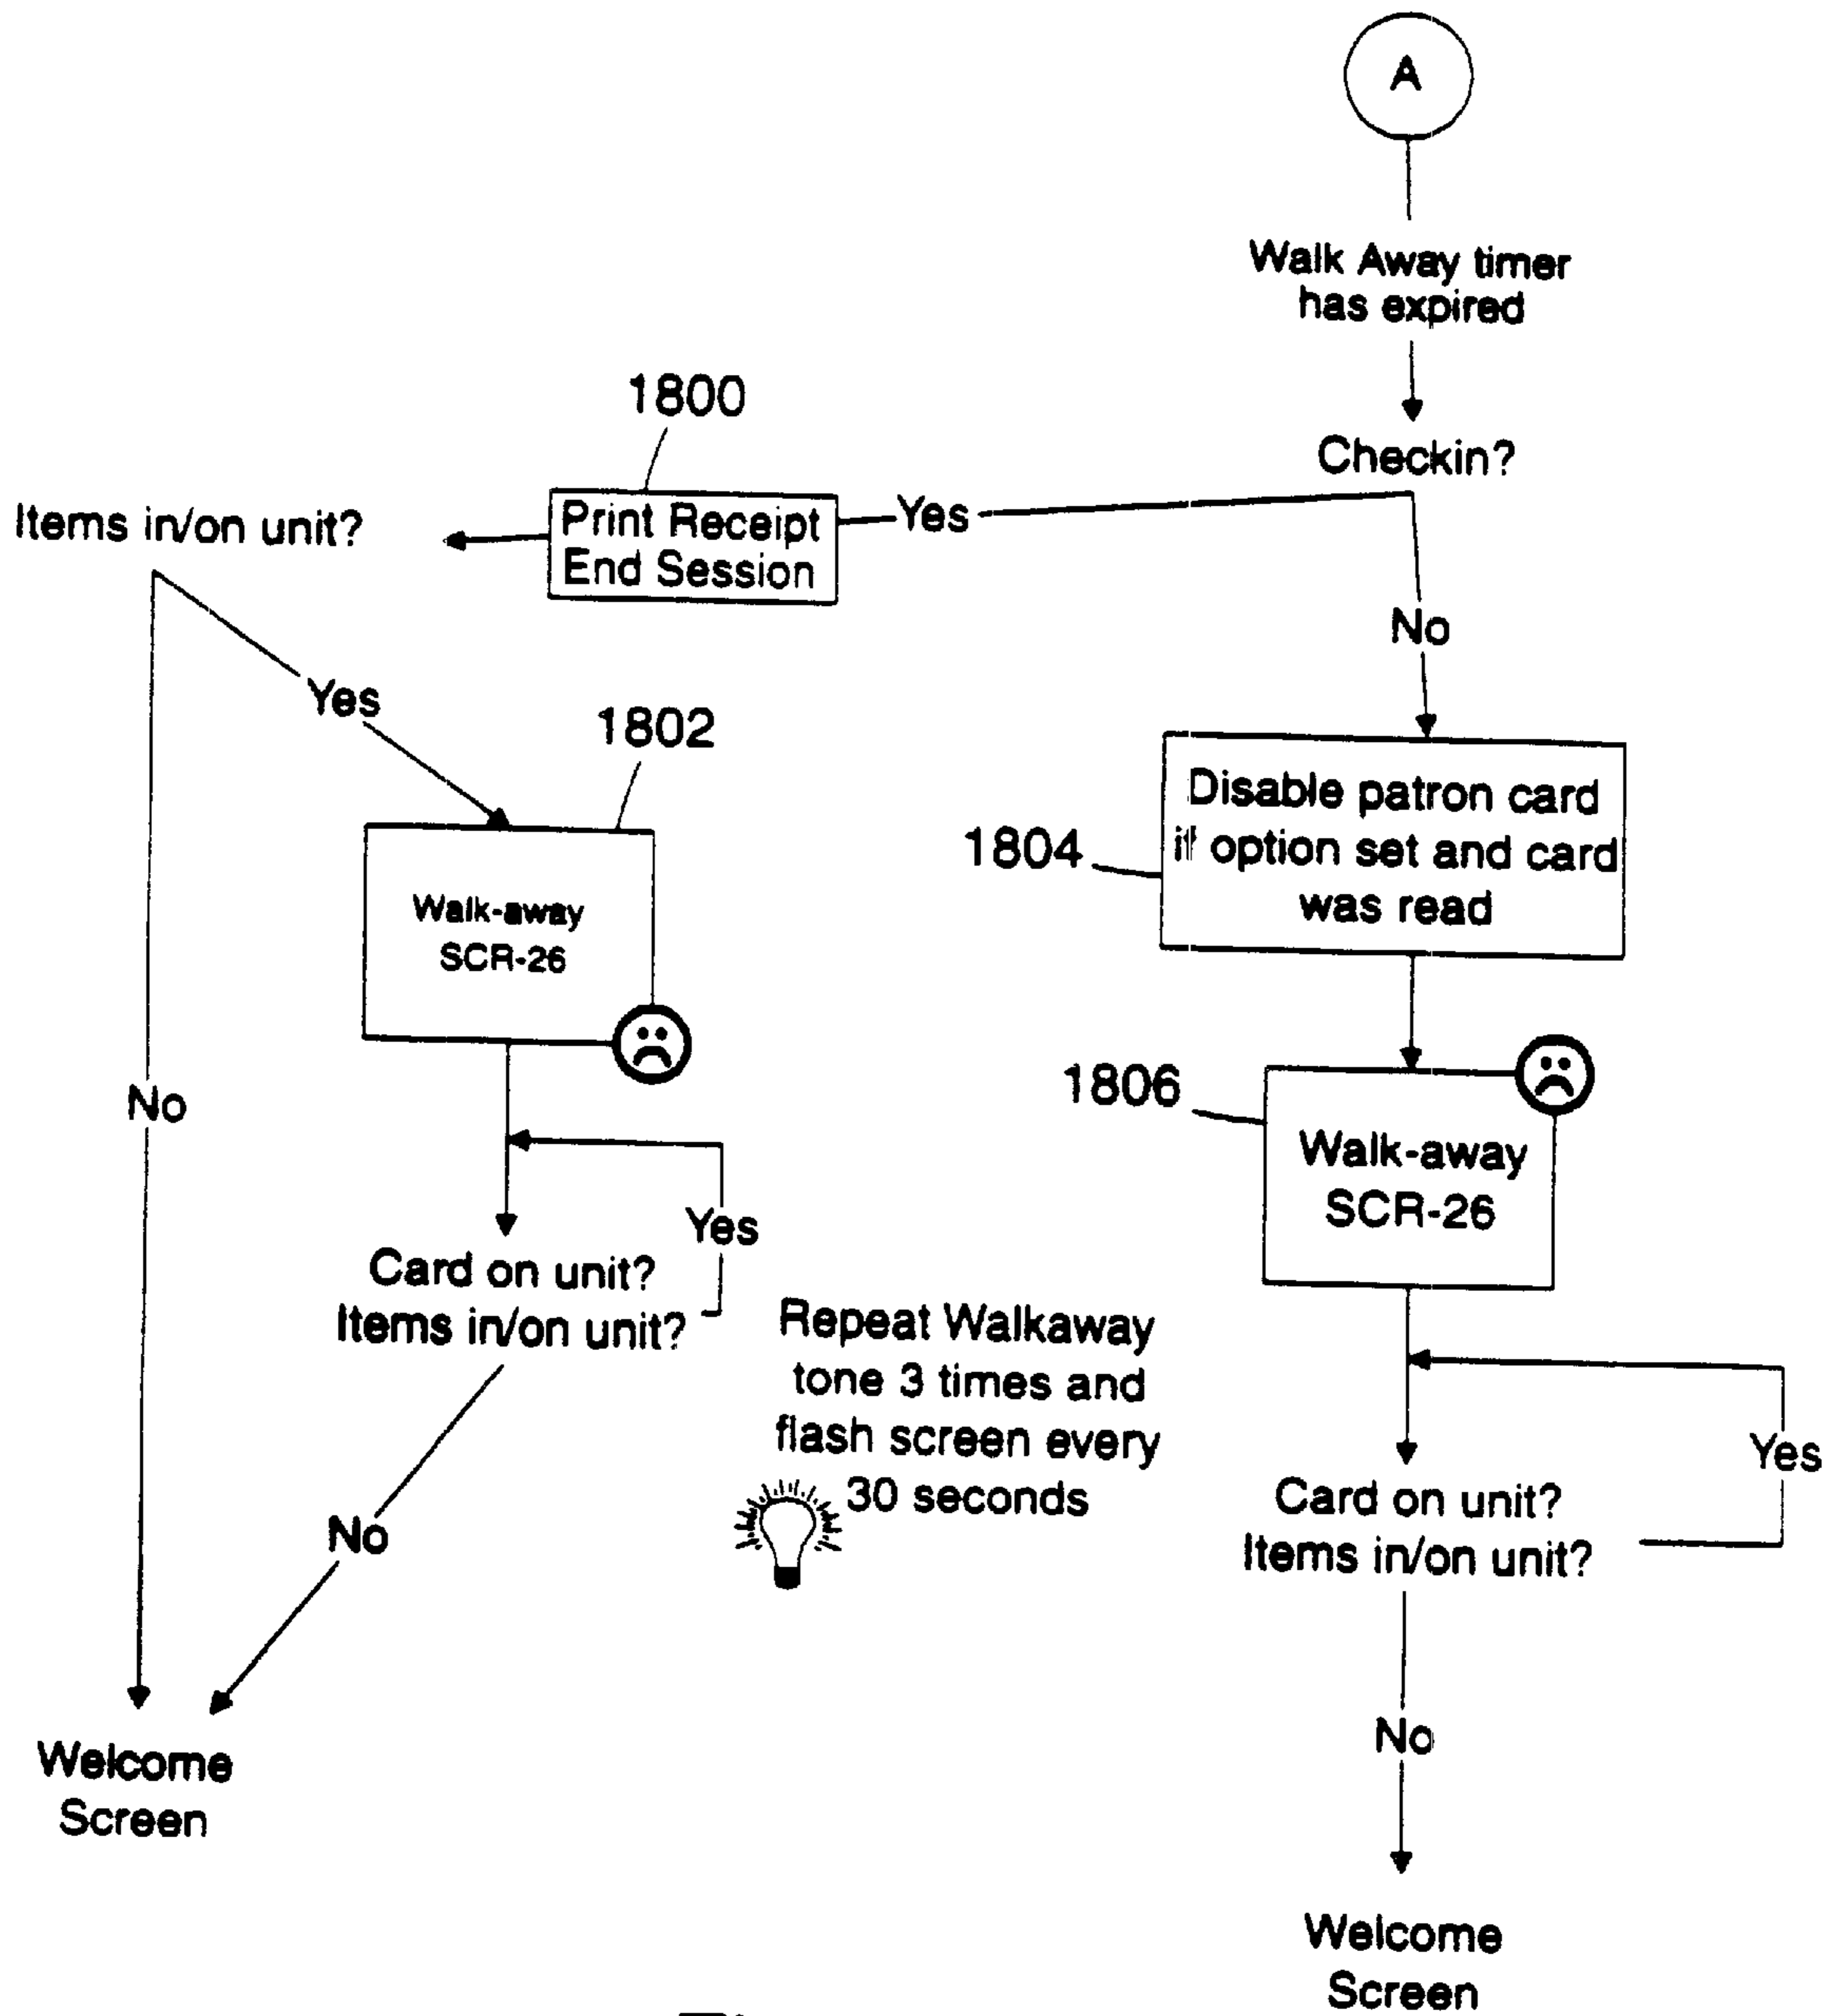 A
Walk Away timer
has expired
Checkin?
Yes
No
1800
Print Receipt
End Session
Items in/on unit?
Yes
No
1802
Walk-away
SCR-26
Card on unit?
Items in/on unit?
Yes
No
Welcome
Screen
Repeat Walkaway
tone 3 times and
flash screen every
30 seconds
1804
Disable patron card
if option set and card
was read
1806
Walk-away
SCR-26
Card on unit?
Items in/on unit?
Yes
No
Welcome
Screen